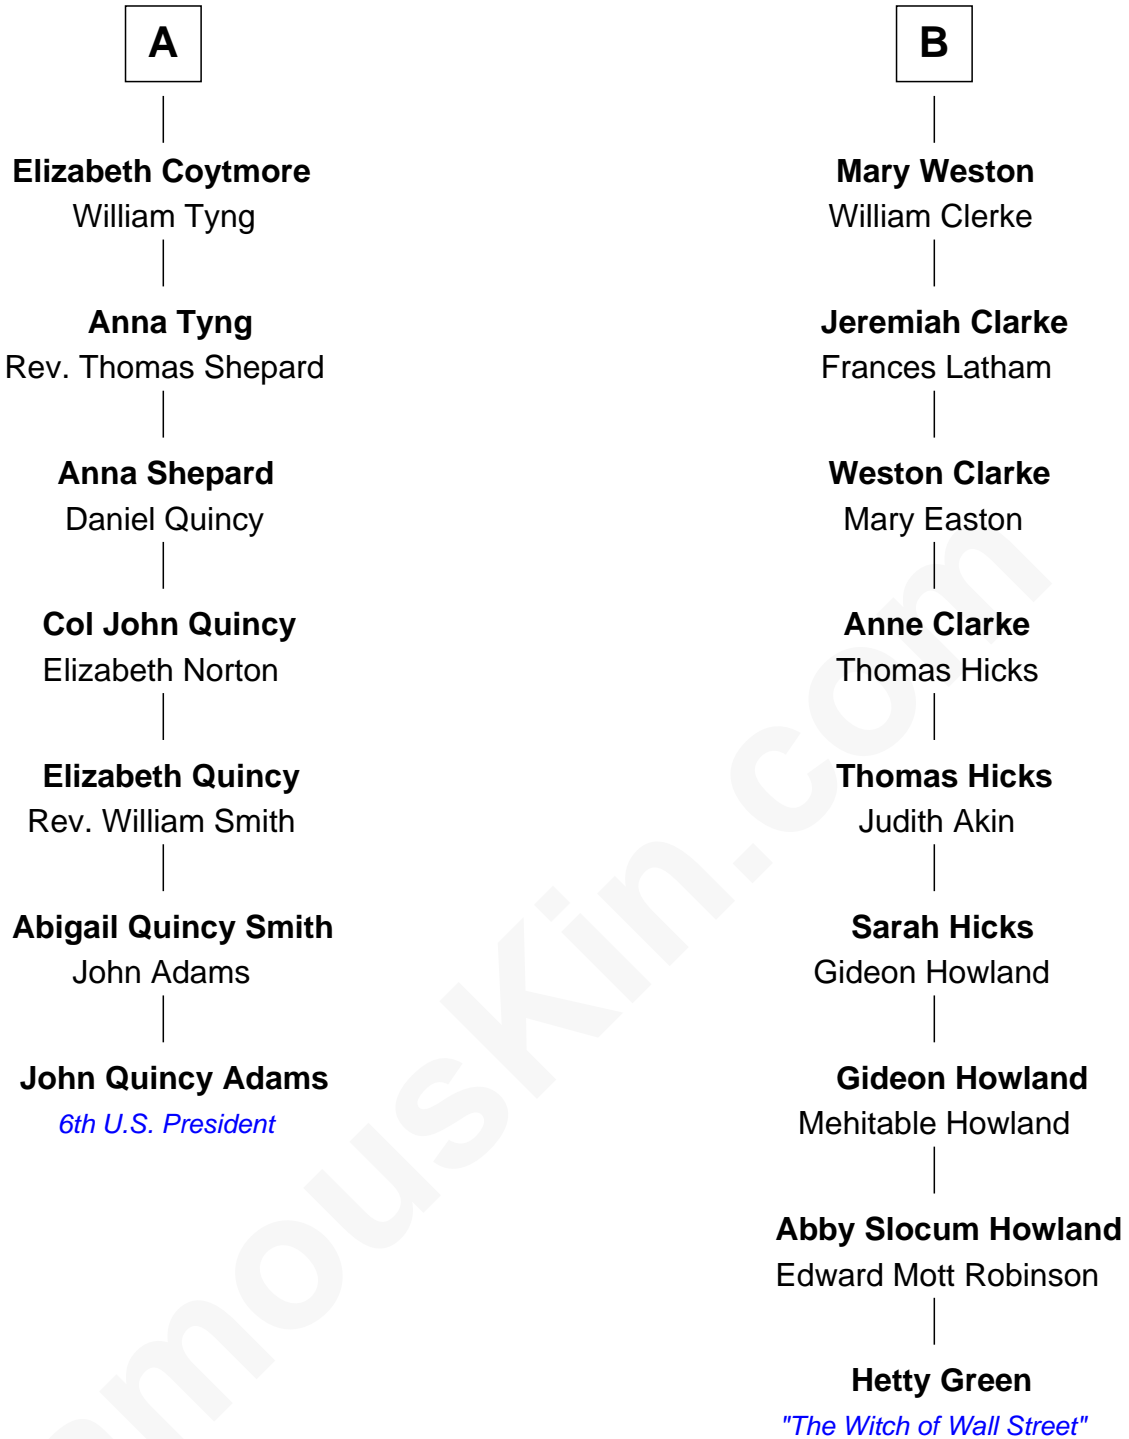 A
Elizabeth Coytmore
William Tyng
Anna Tyng
Rev. Thomas Shepard
Anna Shepard
Daniel Quincy
Col John Quincy
Elizabeth Norton
Elizabeth Quincy
Rev. William Smith
Abigail Quincy Smith
John Adams
John Quincy Adams
6th U.S. President
B
Mary Weston
William Clerke
Jeremiah Clarke
Frances Latham
Weston Clarke
Mary Easton
Anne Clarke
Thomas Hicks
Thomas Hicks
Judith Akin
Sarah Hicks
Gideon Howland
Gideon Howland
Mehitable Howland
Abby Slocum Howland
Edward Mott Robinson
Hetty Green
"The Witch of Wall Street"
amouskin.com